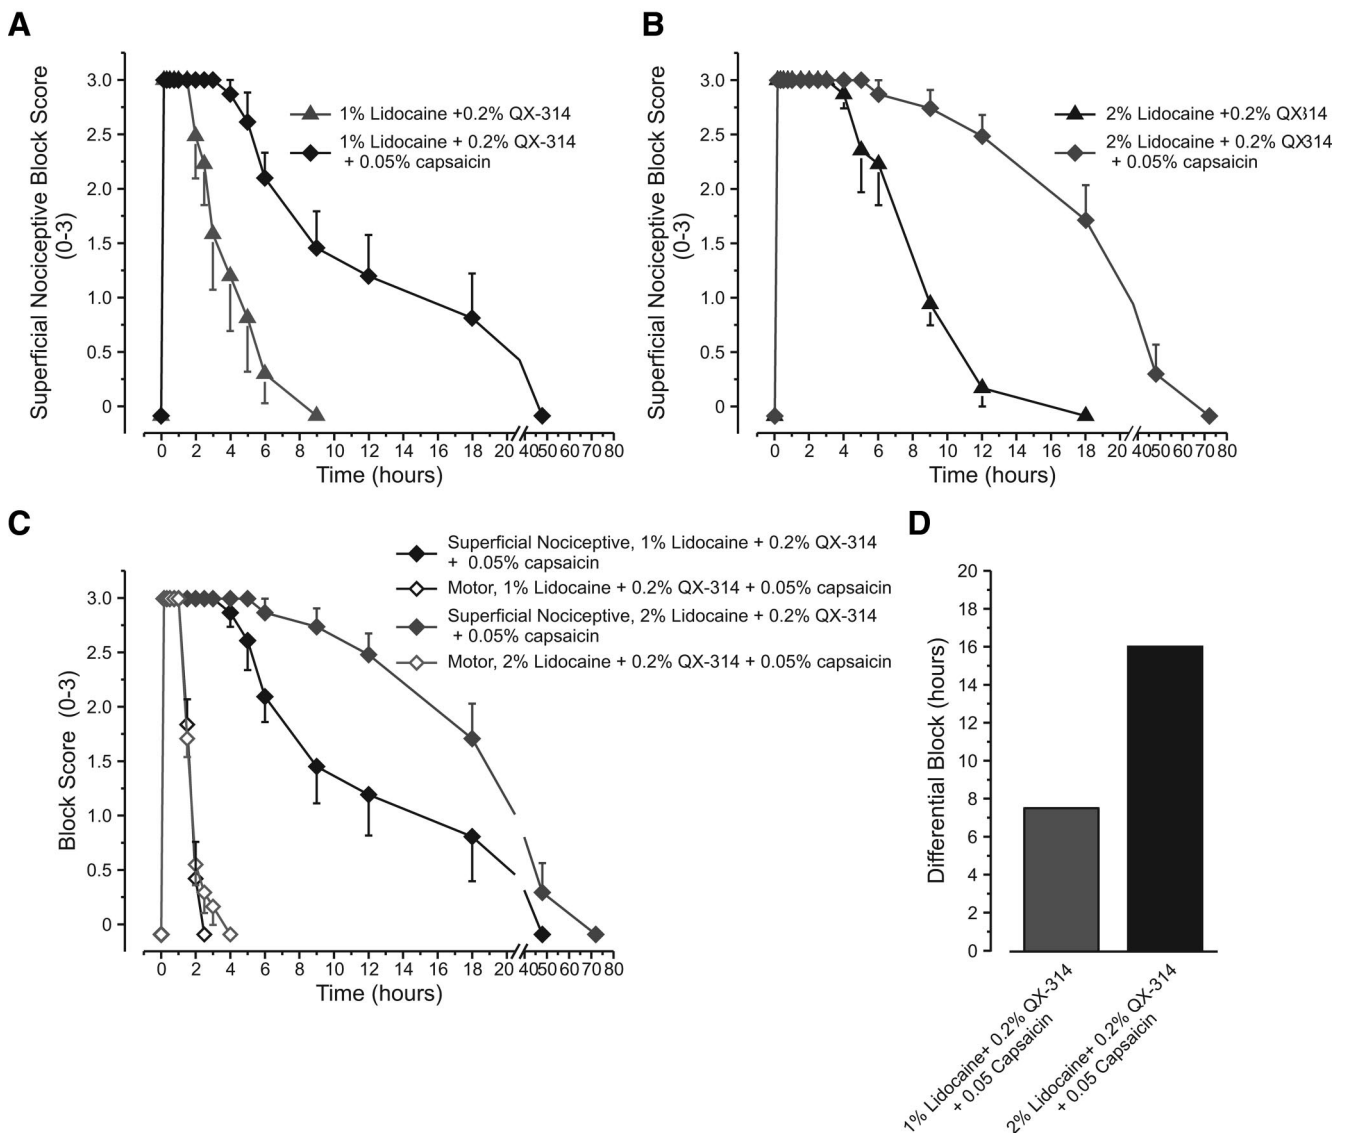 A
Superficial Nociceptive Block Score
(0-3)
3.0
2.5
2.0
1.5
1.0
0.5
0
1% Lidocaine +0.2% QX-314
1% Lidocaine + 0.2% QX-314
+ 0.05% capsaicin
0 2 4 6 8 10 12 14 16 18 20 40 50 60 70 80
Time (hours)
B
Superficial Nociceptive Block Score
(0-3)
3.0
2.5
2.0
1.5
1.0
0.5
0
2% Lidocaine +0.2% QX-314
2% Lidocaine + 0.2% QX-314
+ 0.05% capsaicin
0 2 4 6 8 10 12 14 16 18 20 40 50 60 70 80
Time (hours)
C
Superficial Nociceptive, 1% Lidocaine + 0.2% QX-314
+ 0.05% capsaicin
Motor, 1% Lidocaine + 0.2% QX-314 + 0.05% capsaicin
Superficial Nociceptive, 2% Lidocaine + 0.2% QX-314
+ 0.05% capsaicin
Motor, 2% Lidocaine + 0.2% QX-314 + 0.05% capsaicin
Block Score (0-3)
3.0
2.5
2.0
1.5
1.0
0.5
0
0 2 4 6 8 10 12 14 16 18 20 40 50 60 70 80
Time (hours)
D
Differential Block (hours)
20
18
16
14
12
10
8
6
4
2
0
1% Lidocaine+ 0.2% QX-314
+ 0.05 Capsaicin
2% Lidocaine+ 0.2% QX-314
+ 0.05 Capsaicin